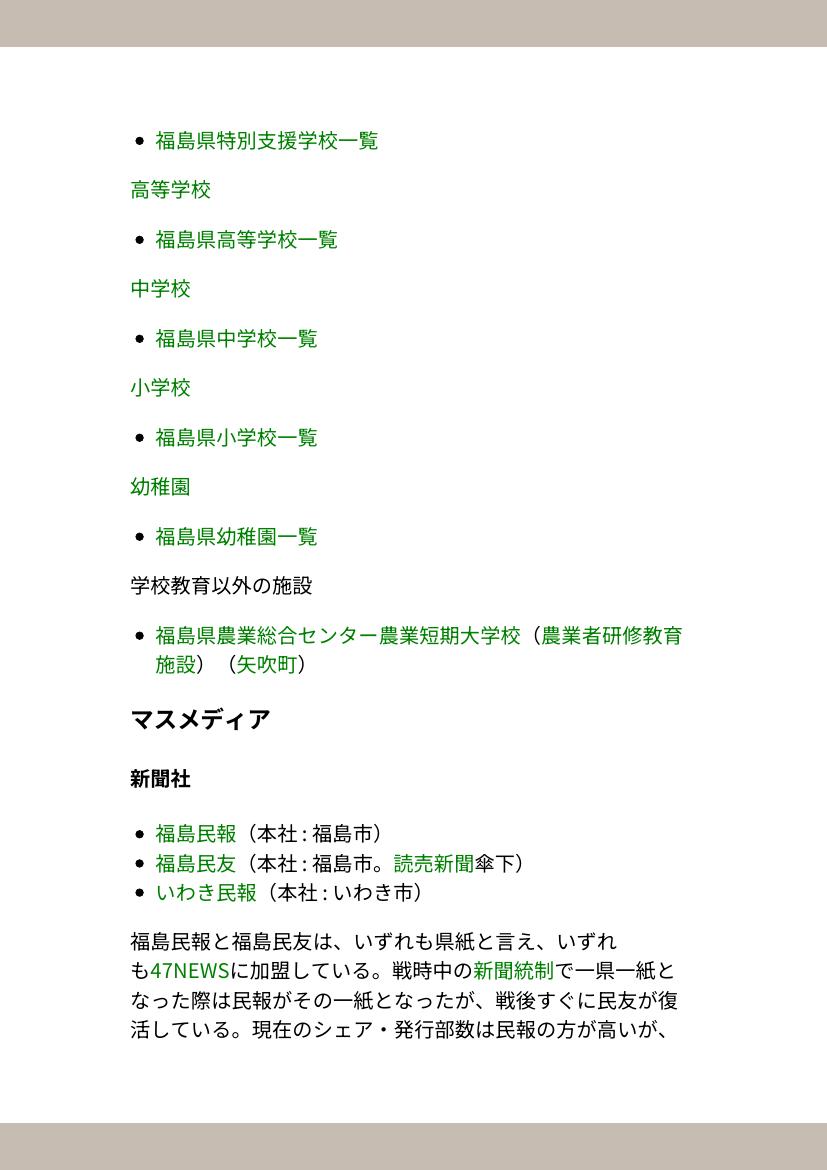 • 福島県特別支援学校一覧
高等学校
• 福島県高等学校一覧
中学校
• 福島県中学校一覧
小学校
• 福島県小学校一覧
幼稚園
• 福島県幼稚園一覧
学校教育以外の施設
• 福島県農業総合センター農業短期大学校（農業者研修教育
施設）（矢吹町）
マスメディア
新聞社
• 福島民報（本社 : 福島市）
• 福島民友（本社 : 福島市。読売新聞傘下）
• いわき民報（本社 : いわき市）
福島民報と福島民友は、いずれも県紙と言え、いずれ
も47NEWSに加盟している。戦時中の新聞統制で一県一紙と
なった際は民報がその一紙となったが、戦後すぐに民友が復
活している。現在のシェア・発行部数は民報の方が高いが、